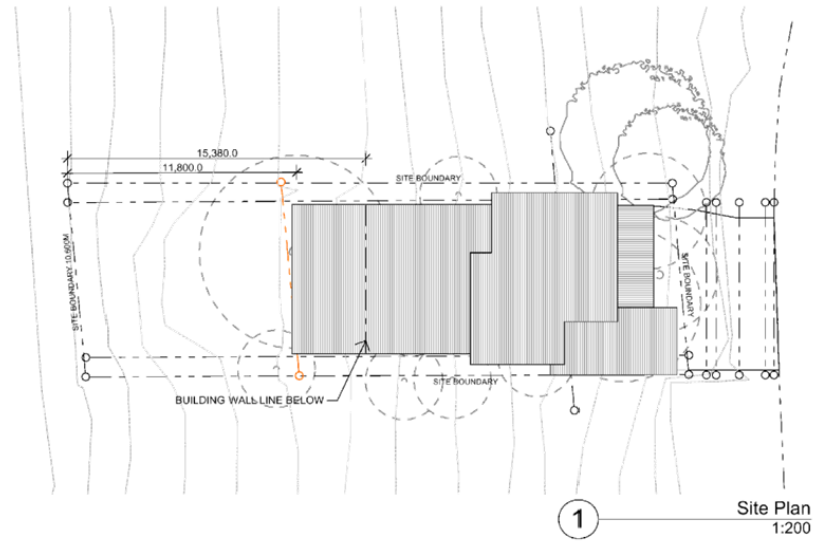 15,380.0
11,800.0
SITE BOUNDARY
SITE BOUNDARY 10.600M
SITE BOUNDARY
SITE BOUNDARY
BUILDING WALL LINE BELOW
1
Site Plan
1:200